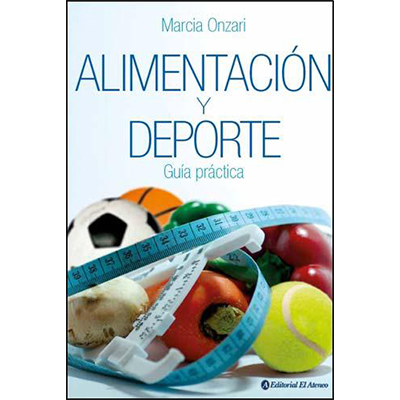 Marcia Onzari
ALIMENTACIÓN
Y
DEPORTE
Guía práctica
Editorial El Ateneo